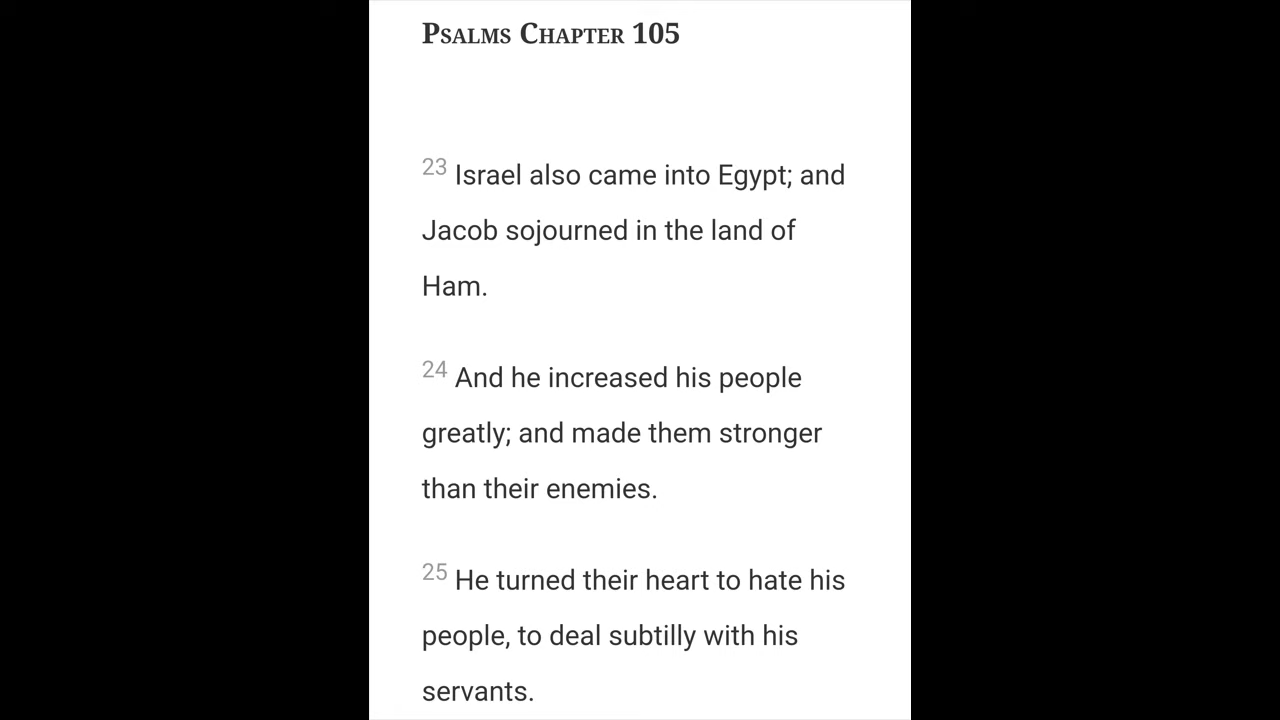 Psalms Chapter 105
23 Israel also came into Egypt; and
Jacob sojourned in the land of
Ham.
24 And he increased his people
greatly; and made them stronger
than their enemies.
25 He turned their heart to hate his
people, to deal subtilly with his
servants.